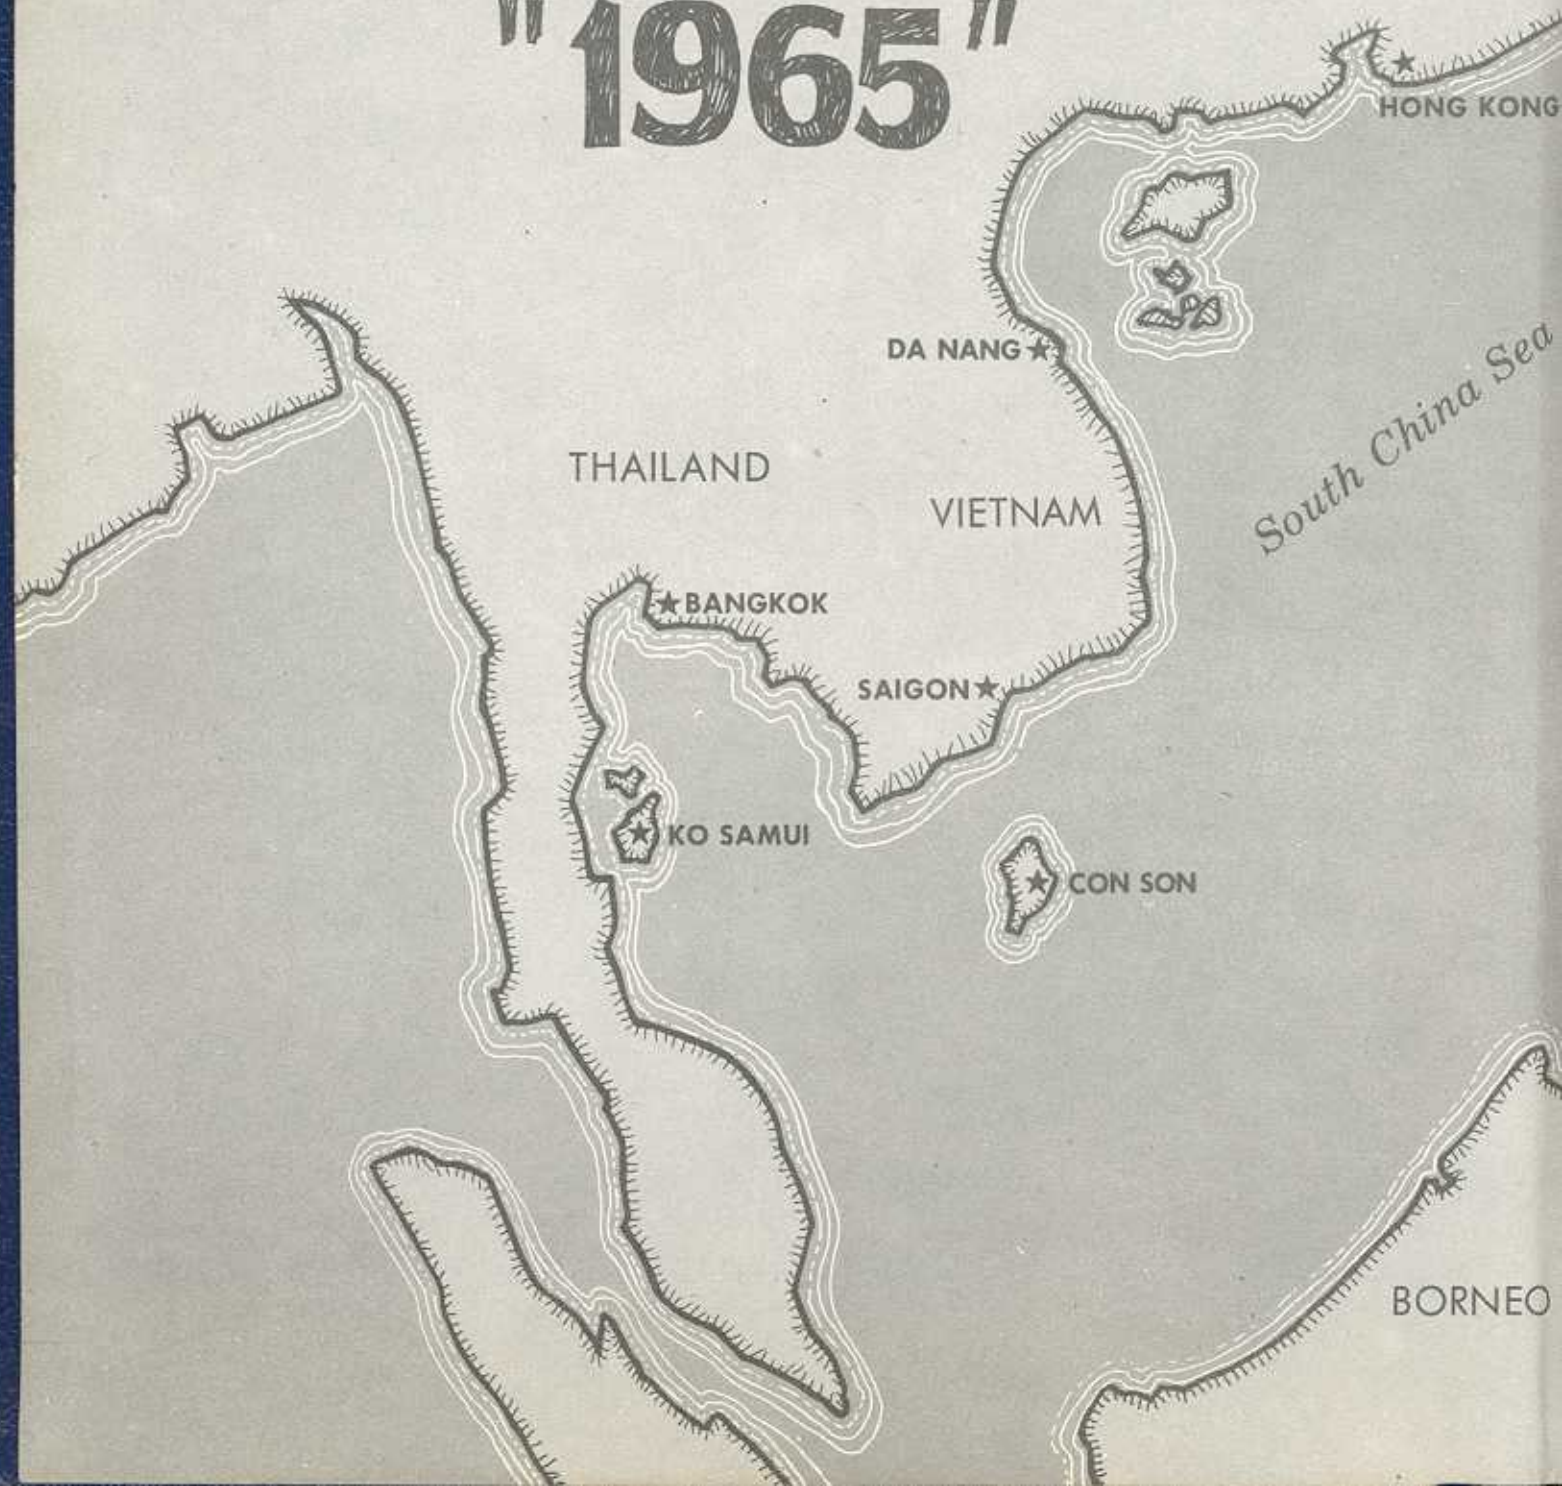 "1965"
HONG KONG
DA NANG
South China Sea
THAILAND
VIETNAM
BANGKOK
SAIGON
KO SAMUI
CON SON
BORNEO